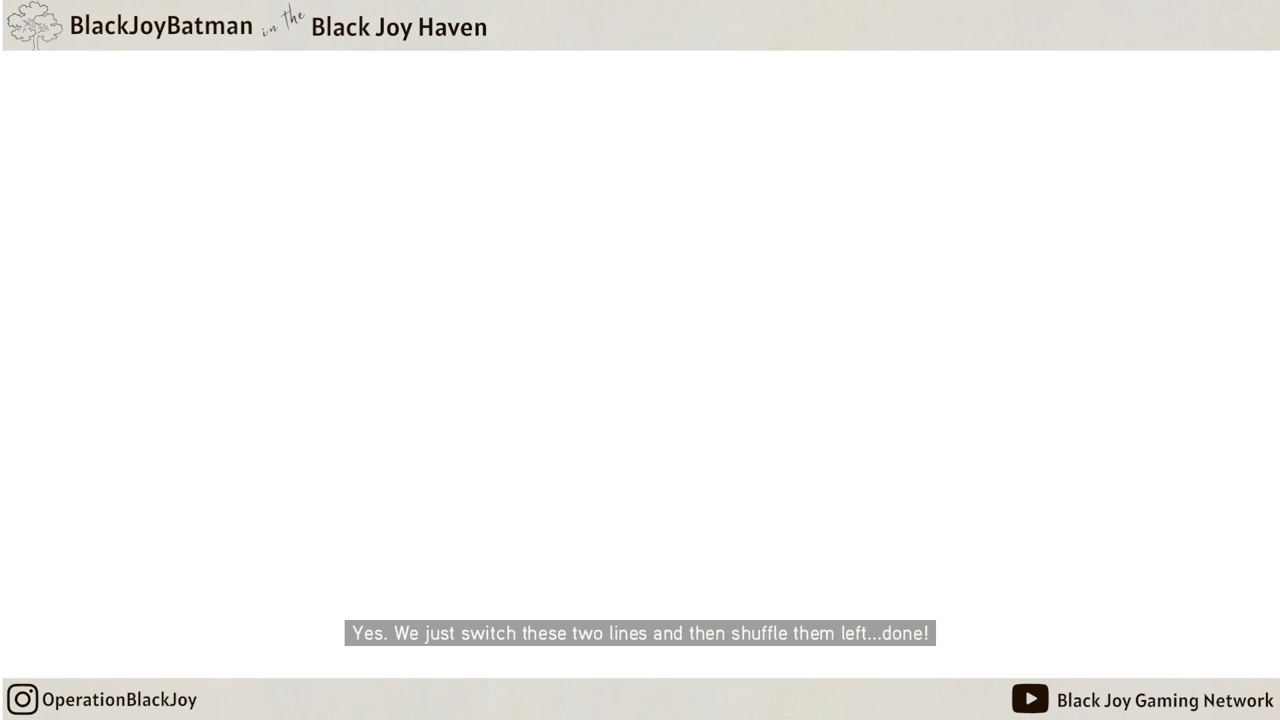 BlackJoyBatman in the Black Joy Haven
Yes. We just switch these two lines and then shuffle them left...done!
OperationBlackJoy
Black Joy Gaming Network